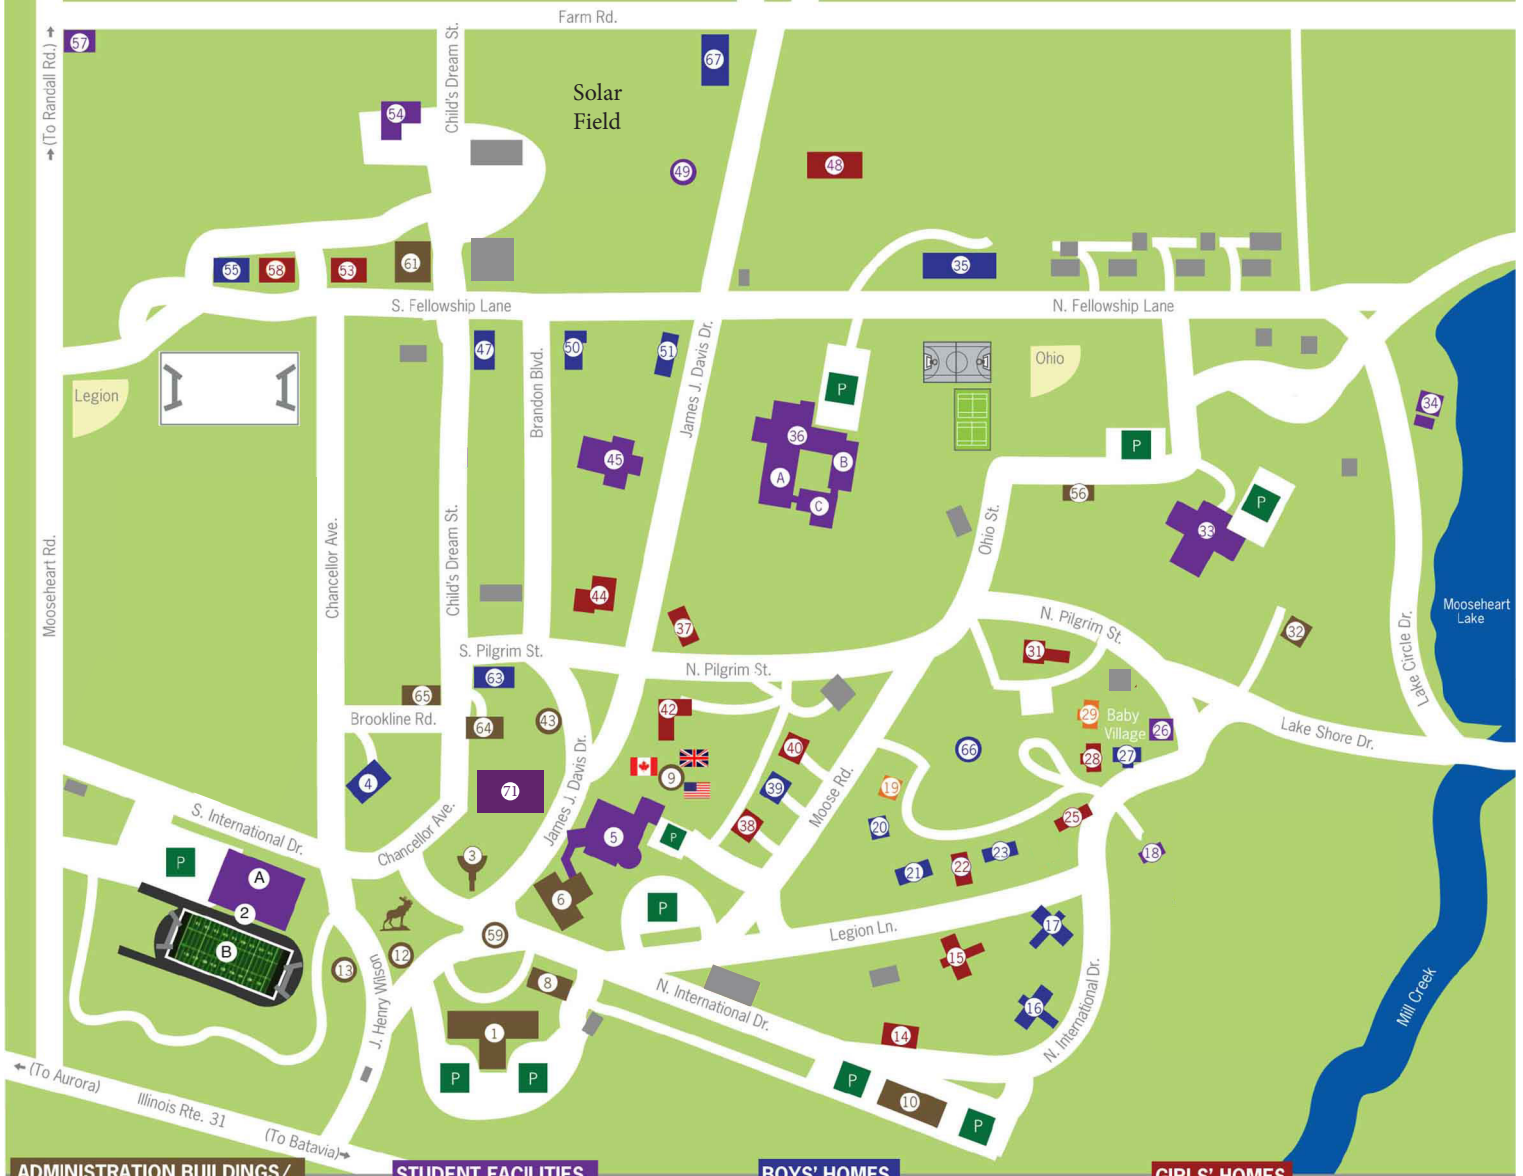 Farm Rd.
57
(To Randall Rd.)
Child's Dream St.
67
Solar
Field
54
49
48
55
58
53
61
35
S. Fellowship Lane
N. Fellowship Lane
47
50
51
James J. Davis Dr.
Brandon Blvd.
Legion
P
Ohio
34
36
A
B
C
45
P
56
P
33
Mooseheart Rd.
Chancellor Ave.
Child's Dream St.
Ohio St.
44
37
Mooseheart
Lake
N. Pilgrim St.
32
31
Lake Circle Dr.
S. Pilgrim St.
N. Pilgrim St.
63
65
Brookline Rd.
64
43
42
29
Baby
Village
26
Lake Shore Dr.
40
66
28
27
4
71
9
39
19
Moose Rd.
James J. Davis Dr.
S. International Dr.
Chancellor Ave.
5
P
38
20
25
3
23
18
P
A
22
21
6
P
2
59
17
Legion Ln.
B
12
13
15
8
N. International Dr.
16
J. Henry Wilson
1
14
N. International Dr.
Mill Creek
P
P
P
10
P
(To Aurora)
Illinois Rte. 31
(To Batavia)
ADMINISTRATION BUILDINGS/
STUDENT FACILITIES
BOYS' HOMES
GIRLS' HOMES